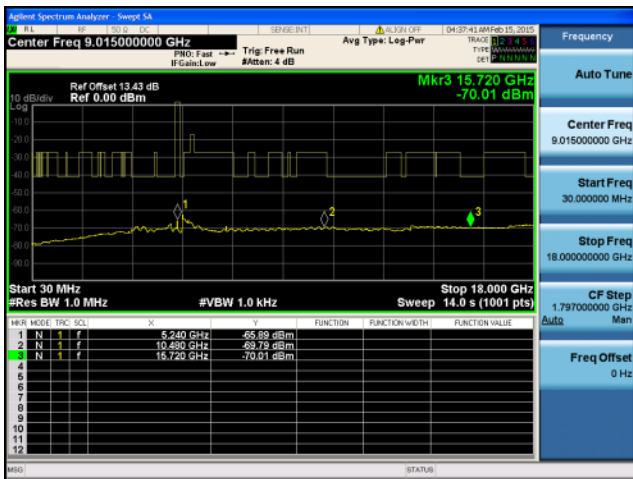 Agilent Spectrum Analyzer - Swept SA
RL RF 50 Ω DC SENSE:INT ALIGN OFF 04:37:41 AM Feb 15, 2015
Center Freq 9.015000000 GHz
PNO: Fast
IFGain:Low
Trig: Free Run
#Atten: 4 dB
Avg Type: Log-Pwr
TRACE 1 2 3 4 5 6
TYPE
DET P N N N N N
Ref Offset 13.43 dB
10 dB/div Ref 0.00 dBm
Log
Mkr3 15.720 GHz
-70.01 dBm
-10.0
-20.0
-30.0
-40.0
-50.0
-60.0
-70.0
-80.0
-90.0
1
2
3
Start 30 MHz Stop 18.000 GHz
#Res BW 1.0 MHz #VBW 1.0 kHz Sweep 14.0 s (1001 pts)
MKR MODE TRC SCL X Y FUNCTION FUNCTION WIDTH FUNCTION VALUE
1 N 1 f 5.240 GHz -65.89 dBm
2 N 1 f 10.480 GHz -69.79 dBm
3 N 1 f 15.720 GHz -70.01 dBm
4
5
6
7
8
9
10
11
12
MSG STATUS
Frequency
Auto Tune
Center Freq
9.015000000 GHz
Start Freq
30.000000 MHz
Stop Freq
18.000000000 GHz
CF Step
1.797000000 GHz
Auto Man
Freq Offset
0 Hz